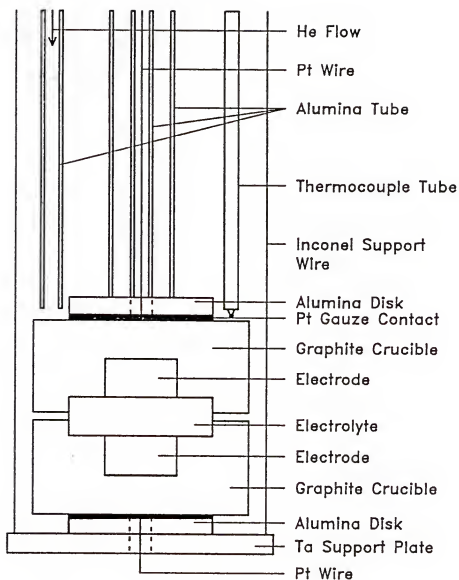 He Flow
Pt Wire
Alumina Tube
Thermocouple Tube
Inconel Support
Wire
Alumina Disk
Pt Gauze Contact
Graphite Crucible
Electrode
Electrolyte
Electrode
Graphite Crucible
Alumina Disk
Ta Support Plate
Pt Wire